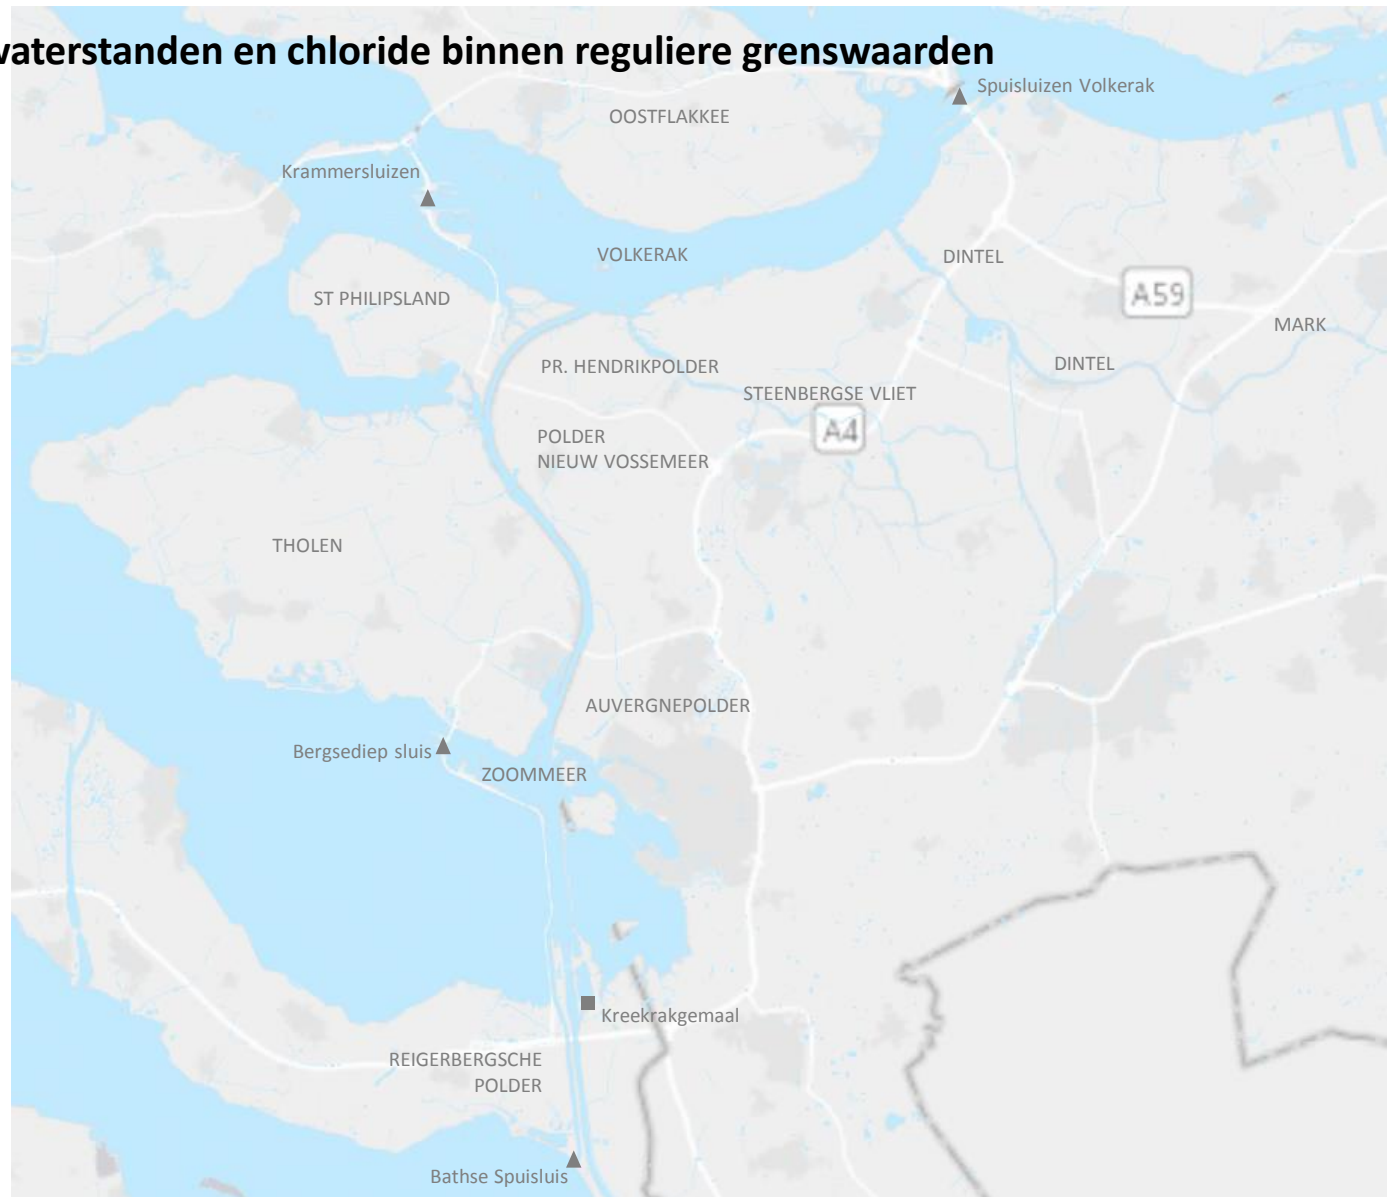 waterstanden en chloride binnen reguliere grenswaarden
Spuisluizen Volkerak
OOSTFLAKKEE
Krammersluizen
VOLKERAK
DINTEL
ST PHILIPSLAND
A59
MARK
PR. HENDRIKPOLDER
DINTEL
STEENBERGSE VLIET
A4
POLDER
NIEUW VOSSEMEER
THOLEN
AUVERGNEPOLDER
Bergsediep sluis
ZOOMMEER
Kreekrakgemaal
REIGERBERGSCHE
POLDER
Bathse Spuisluis